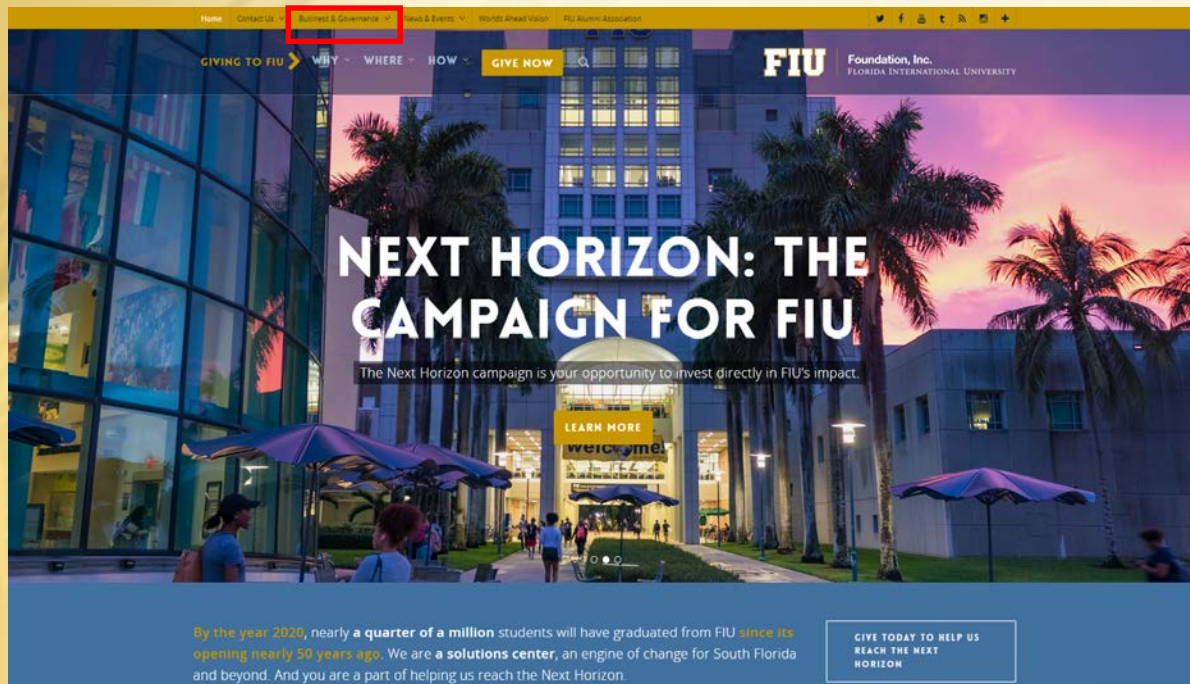 Home Contact Us Business & Governance News & Events Worlds Ahead Vision FIU Alumni Association
GIVING TO FIU WHY WHERE HOW GIVE NOW
FIU Foundation, Inc.
FLORIDA INTERNATIONAL UNIVERSITY
NEXT HORIZON: THE
CAMPAIGN FOR FIU
The Next Horizon campaign is your opportunity to invest directly in FIU's impact.
LEARN MORE
welcome!
By the year 2020, nearly a quarter of a million students will have graduated from FIU since its
opening nearly 50 years ago. We are a solutions center, an engine of change for South Florida
and beyond. And you are a part of helping us reach the Next Horizon.
GIVE TODAY TO HELP US
REACH THE NEXT
HORIZON